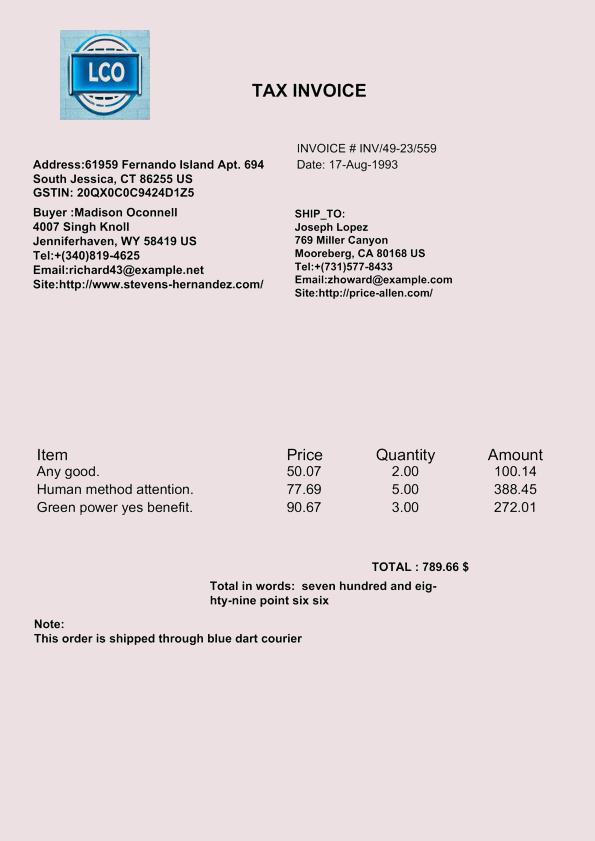 LCO
TAX INVOICE
INVOICE # INV/49-23/559
Date: 17-Aug-1993
Address:61959 Fernando Island Apt. 694
South Jessica, CT 86255 US
GSTIN: 20QX0C0C9424D1Z5
Buyer :Madison Oconnell
4007 Singh Knoll
Jenniferhaven, WY 58419 US
Tel:+(340)819-4625
Email:richard43@example.net
Site:http://www.stevens-hernandez.com/
SHIP_TO:
Joseph Lopez
769 Miller Canyon
Mooreberg, CA 80168 US
Tel:+(731)577-8433
Email:zhoward@example.com
Site:http://price-allen.com/
Item Price Quantity Amount
Any good. 50.07 2.00 100.14
Human method attention. 77.69 5.00 388.45
Green power yes benefit. 90.67 3.00 272.01
TOTAL : 789.66 $
Total in words: seven hundred and eig-
hty-nine point six six
Note:
This order is shipped through blue dart courier